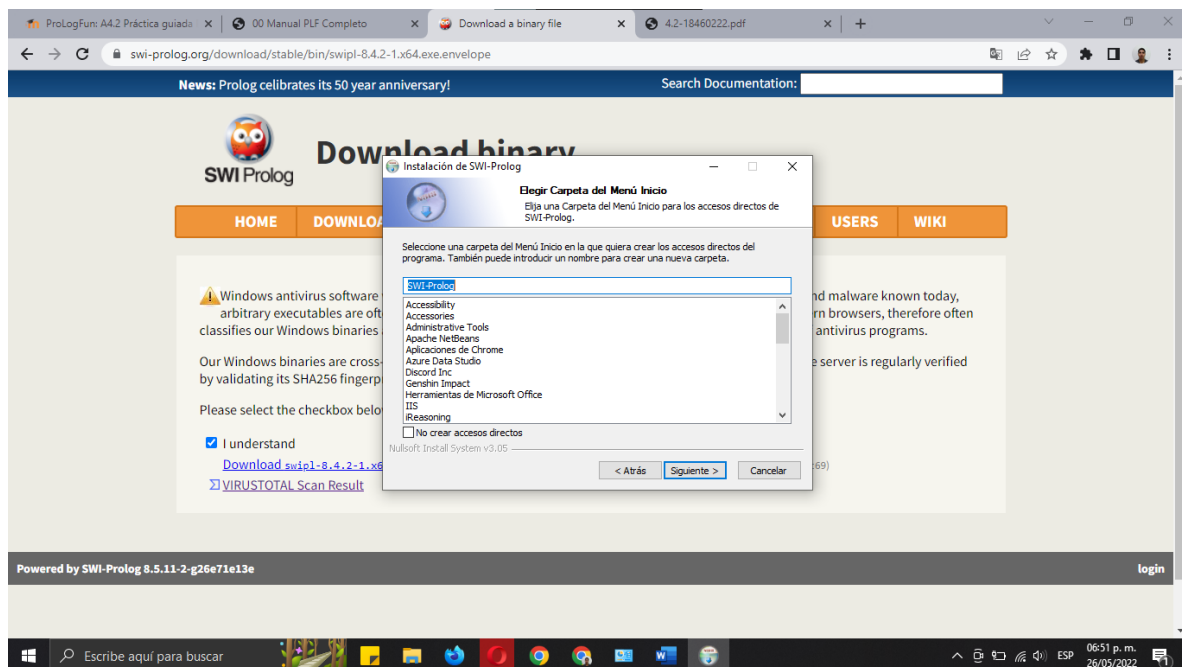 ProLogFun: A4.2 Práctica guiada
00 Manual PLF Completo
Download a binary file
4.2-18460222.pdf
swi-prolog.org/download/stable/bin/swipl-8.4.2-1.x64.exe.envelope
News: Prolog celibrates its 50 year anniversary!
Search Documentation:
SWI Prolog
Download binary
HOME
DOWNLOA
USERS
WIKI
Windows antivirus software
nd malware known today,
arbitrary executables are oft
rn browsers, therefore often
classifies our Windows binaries
antivirus programs.
Our Windows binaries are cross-
e server is regularly verified
by validating its SHA256 fingerp
Please select the checkbox belo
I understand
Download swipl-8.4.2-1.x6
:69)
VIRUSTOTAL Scan Result
Instalación de SWI-Prolog
Elegir Carpeta del Menú Inicio
Elija una Carpeta del Menú Inicio para los accesos directos de
SWI-Prolog.
Seleccione una carpeta del Menú Inicio en la que quiera crear los accesos directos del
programa. También puede introducir un nombre para crear una nueva carpeta.
SWI-Prolog
Accessibility
Accessories
Administrative Tools
Apache NetBeans
Aplicaciones de Chrome
Azure Data Studio
Discord Inc
Genshin Impact
Herramientas de Microsoft Office
IIS
iReasoning
No crear accesos directos
Nullsoft Install System v3.05
< Atrás
Siguiente >
Cancelar
Powered by SWI-Prolog 8.5.11-2-g26e71e13e
login
Escribe aquí para buscar
ESP
06:51 p. m.
26/05/2022